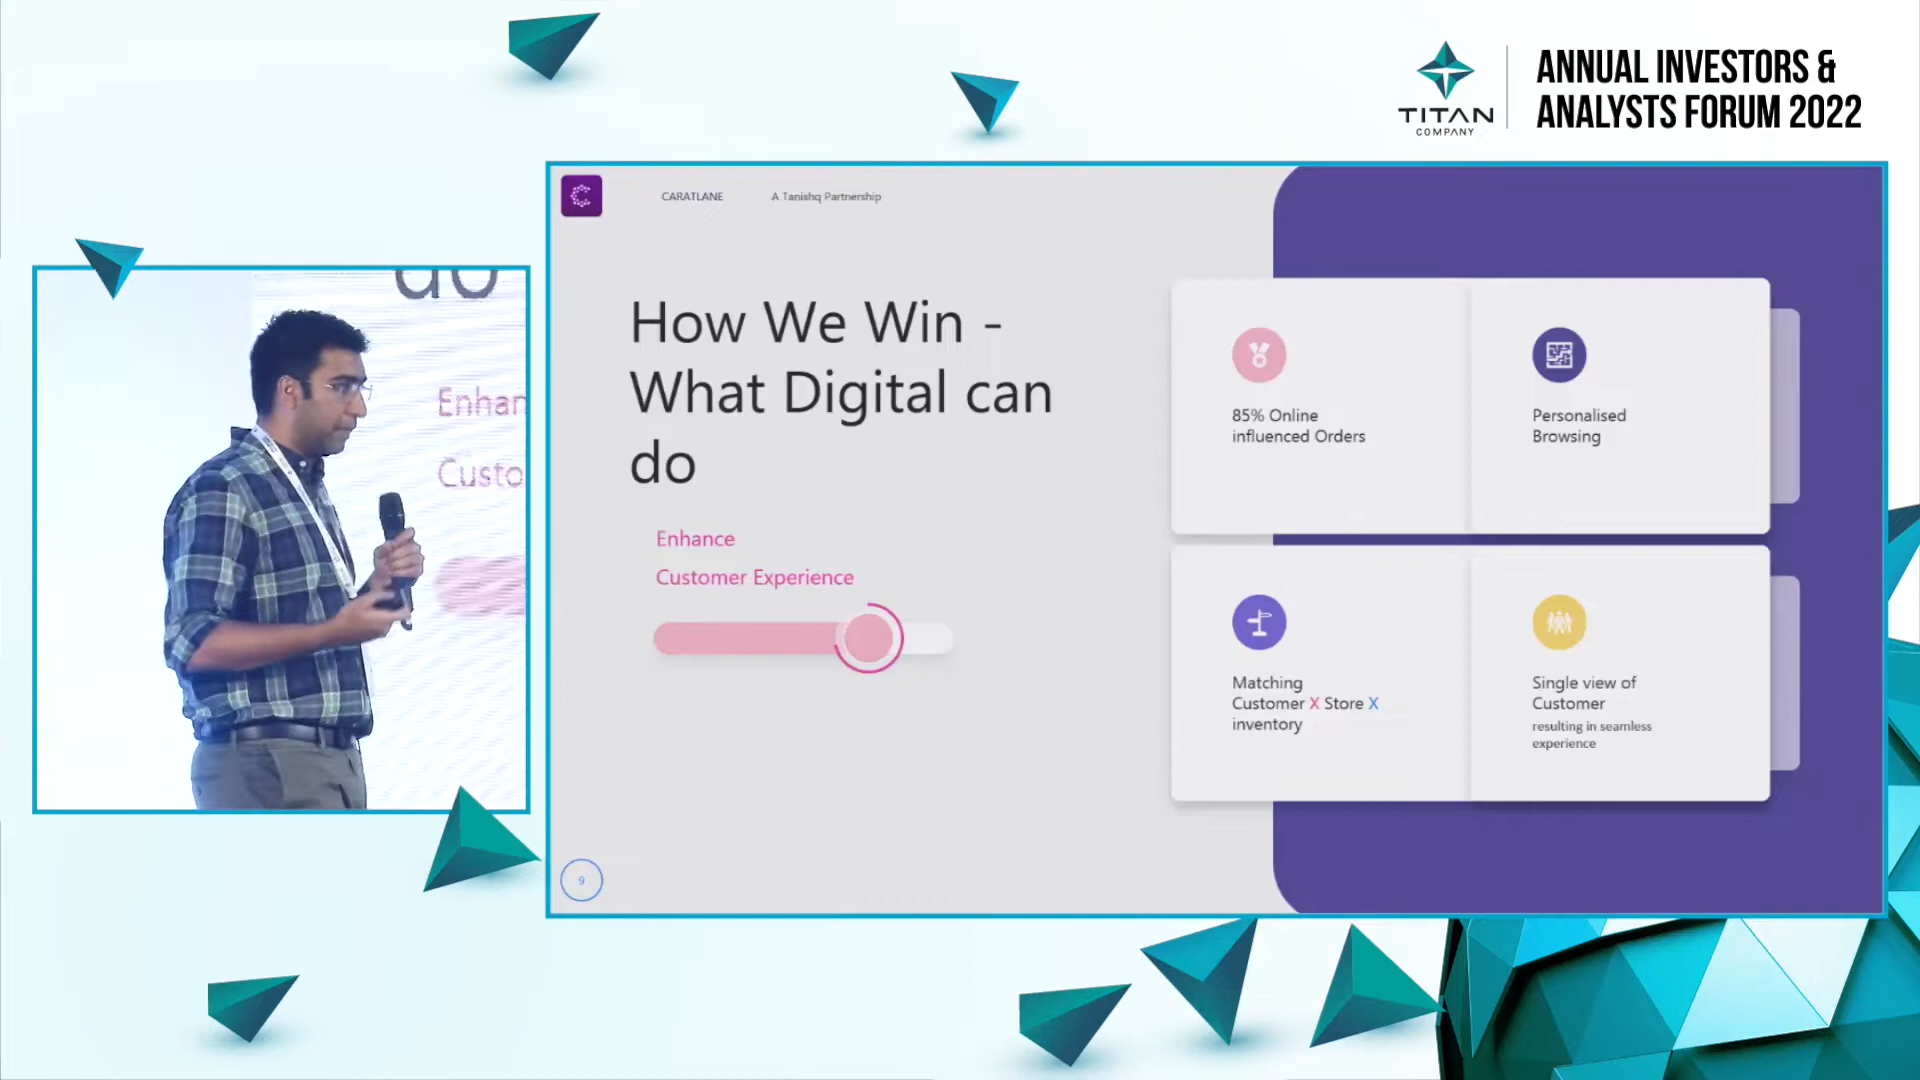 TITAN
COMPANY
ANNUAL INVESTORS &
ANALYSTS FORUM 2022
CARATLANE
A Tanishq Partnership
How We Win -
What Digital can
do
Enhance
Customer Experience
85% Online
influenced Orders
Personalised
Browsing
Matching
Customer X Store X
inventory
Single view of
Customer
resulting in seamless
experience
9
do
Enhan
Custo